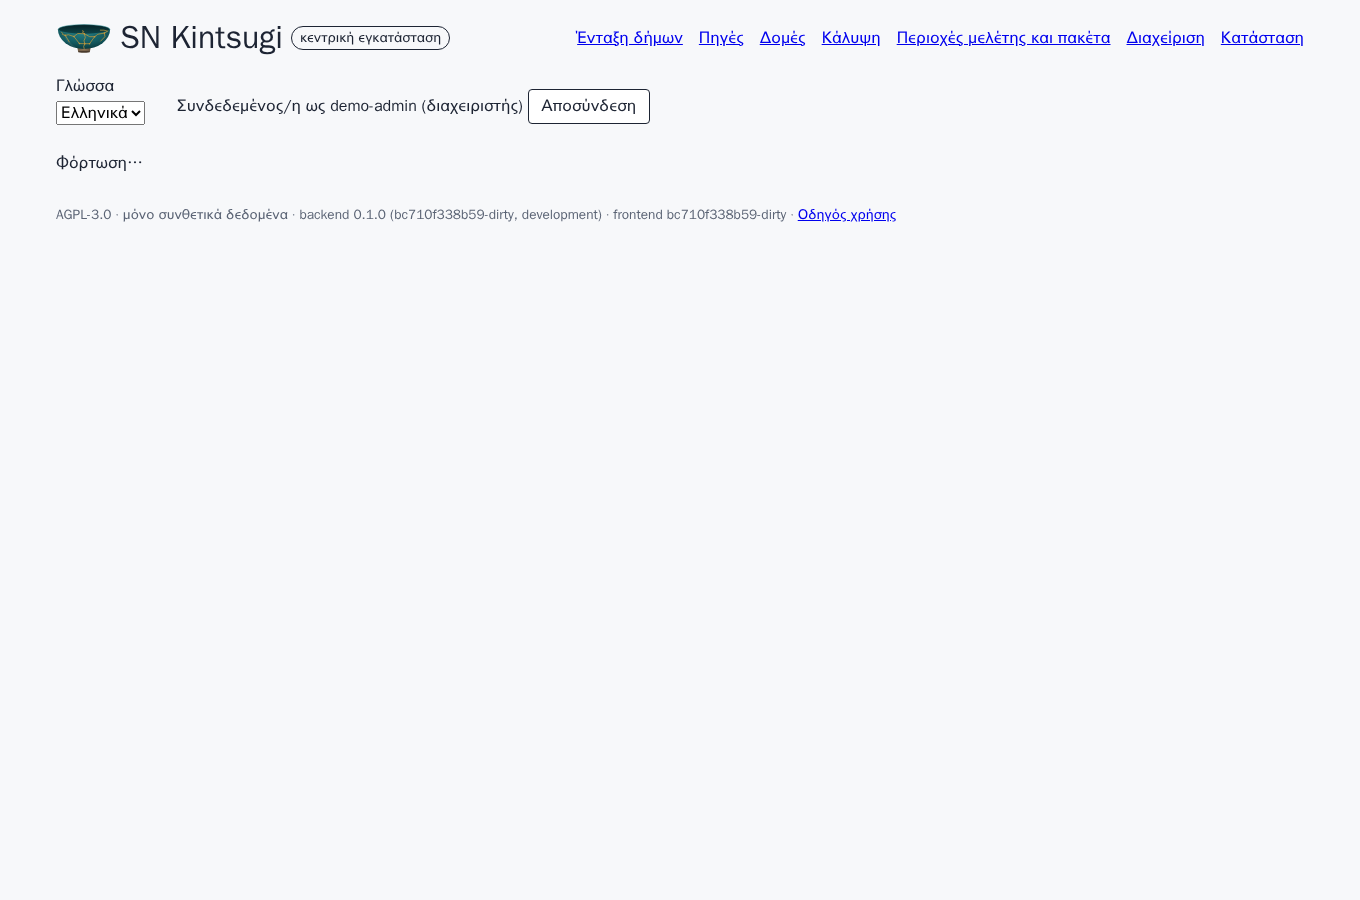 SN Kintsugi κεντρική εγκατάσταση Ένταξη δήμων Πηγές Δομές Κάλυψη Περιοχές μελέτης και πακέτα Διαχείριση Κατάσταση
Γλώσσα
Ελληνικά Συνδεδεμένος/η ως demo-admin (διαχειριστής) Αποσύνδεση
Φόρτωση…
AGPL-3.0 · μόνο συνθετικά δεδομένα · backend 0.1.0 (bc710f338b59-dirty, development) · frontend bc710f338b59-dirty · Οδηγός χρήσης